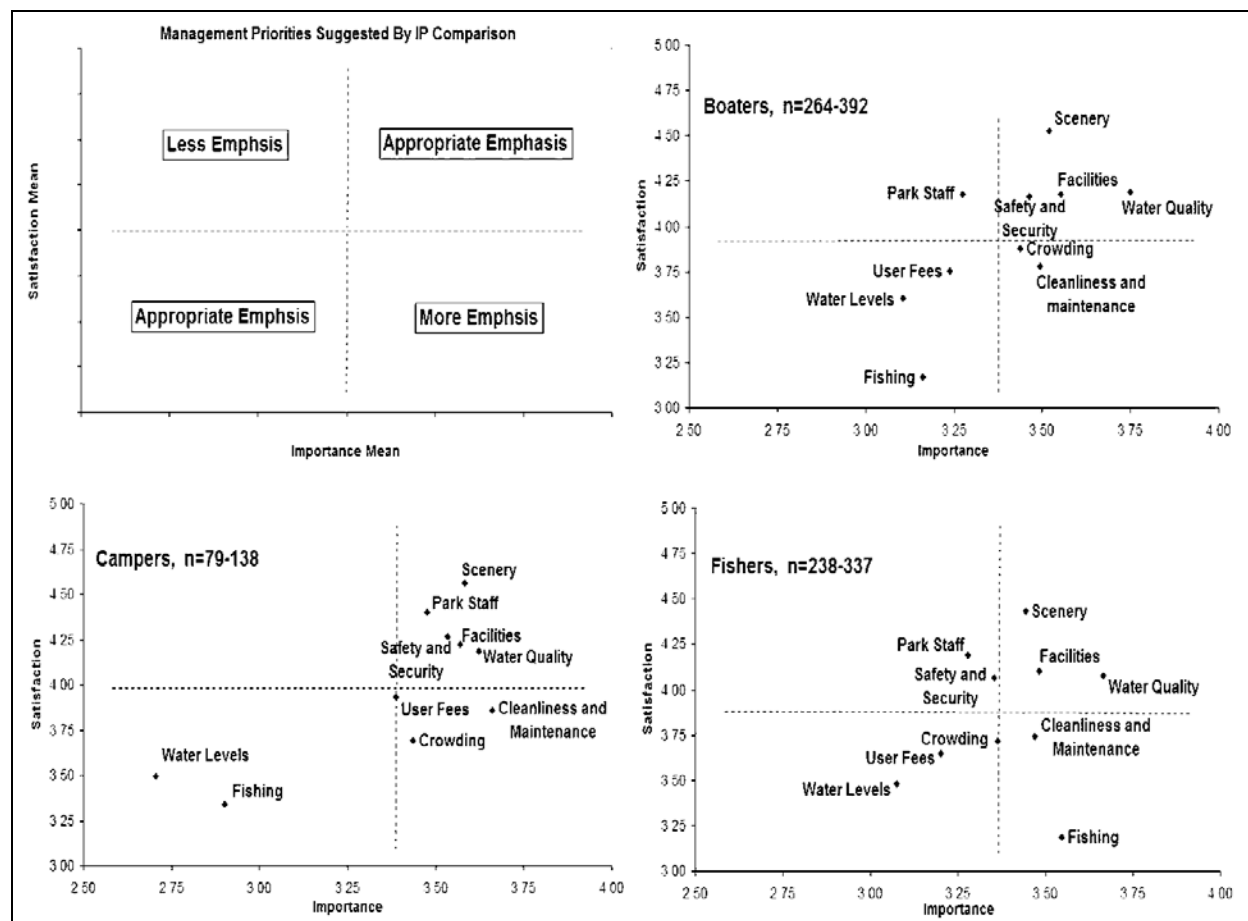 Management Priorities Suggested By IP Comparison
Satisfaction Mean
Less Emphsis
Appropriate Emphasis
Appropriate Emphsis
More Emphsis
Importance Mean
Boaters, n=264-392
Satisfaction
5 00
4 75
4 50
4 25
4 00
3 75
3 50
3 25
3 00
Scenery
Park Staff
Facilities
Safety and
Security
Water Quality
Crowding
User Fees
Cleanliness and
maintenance
Water Levels
Fishing
2 50
2 75
3 00
3 25
3 50
3 75
4 00
Importance
Campers, n=79-138
Satisfaction
5 00
4 75
4 50
4 25
4 00
3 75
3 50
3 25
3 00
Scenery
Park Staff
Facilities
Safety and
Security
Water Quality
User Fees
Cleanliness and
Maintenance
Crowding
Water Levels
Fishing
2 50
2 75
3 00
3 25
3 50
3 75
4 00
Importance
Fishers, n=238-337
Satisfaction
5 00
4 75
4 50
4 25
4 00
3 75
3 50
3 25
3 00
Scenery
Park Staff
Facilities
Safety and
Security
Water Quality
Crowding
Cleanliness and
Maintenance
User Fees
Water Levels
Fishing
2 50
2 75
3 00
3 25
3 50
3 75
4 00
Importance